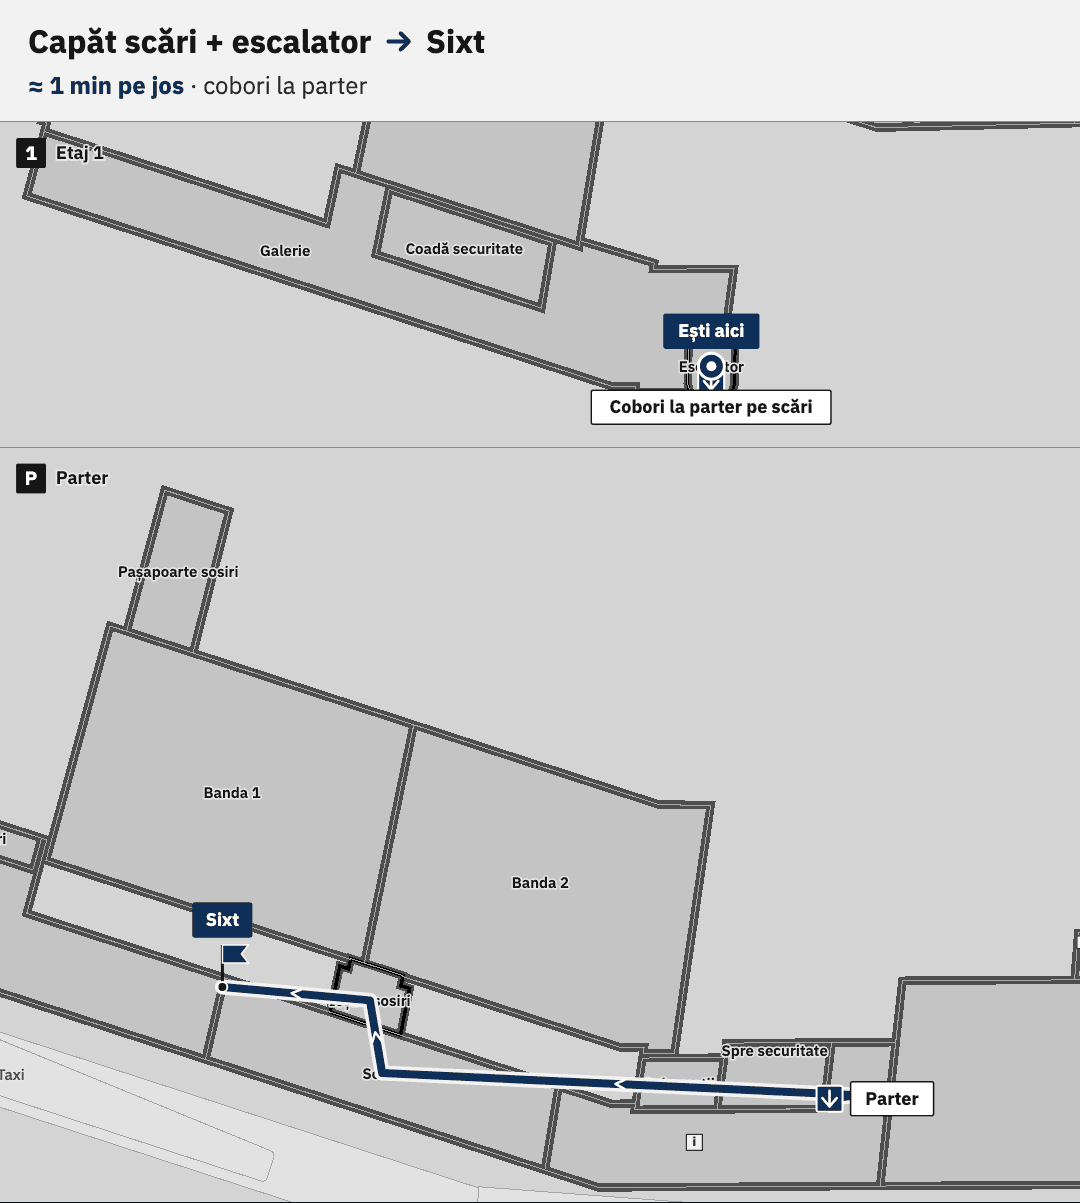 Capăt scări + escalator → Sixt
≈ 1 min pe jos · cobori la parter
1 Etaj 1
Galerie
Coadă securitate
Ești aici
Cobori la parter pe scări
P Parter
Pașapoarte sosiri
Banda 1
Banda 2
Sixt
sosiri
Spre securitate
Taxi
Parter
i